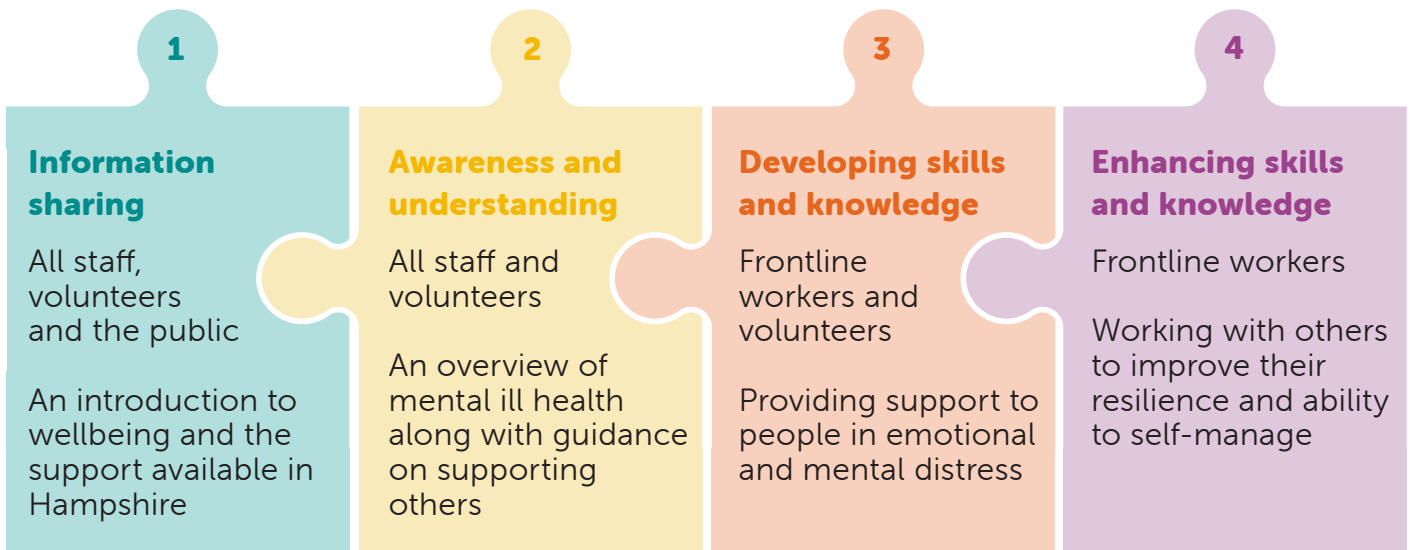 1
Information
sharing
All staff,
volunteers
and the public
An introduction to
wellbeing and the
support available in
Hampshire
2
Awareness and
understanding
All staff and
volunteers
An overview of
mental ill health
along with guidance
on supporting
others
3
Developing skills
and knowledge
Frontline
workers and
volunteers
Providing support to
people in emotional
and mental distress
4
Enhancing skills
and knowledge
Frontline workers
Working with others
to improve their
resilience and ability
to self-manage